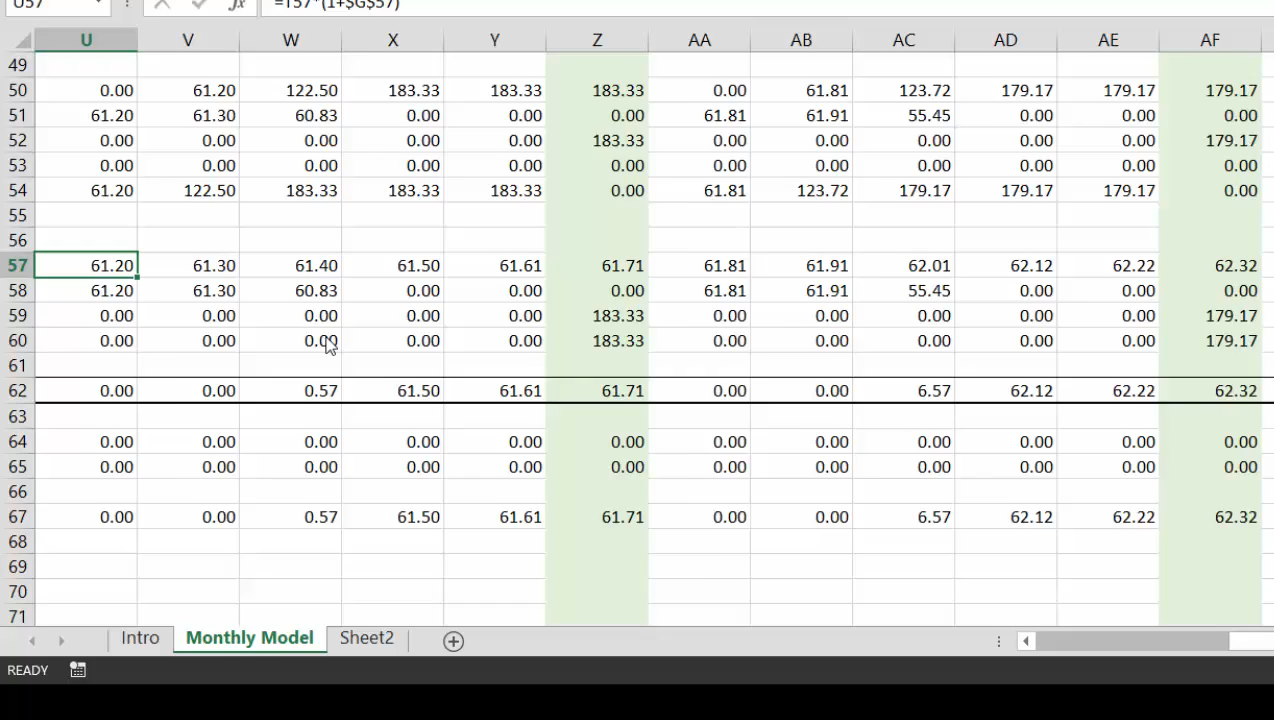 U57 =T57*(1+$G$57)
U V W X Y Z AA AB AC AD AE AF
49
50 0.00 61.20 122.50 183.33 183.33 183.33 0.00 61.81 123.72 179.17 179.17 179.17
51 61.20 61.30 60.83 0.00 0.00 0.00 61.81 61.91 55.45 0.00 0.00 0.00
52 0.00 0.00 0.00 0.00 0.00 183.33 0.00 0.00 0.00 0.00 0.00 179.17
53 0.00 0.00 0.00 0.00 0.00 0.00 0.00 0.00 0.00 0.00 0.00 0.00
54 61.20 122.50 183.33 183.33 183.33 0.00 61.81 123.72 179.17 179.17 179.17 0.00
55
56
57 61.20 61.30 61.40 61.50 61.61 61.71 61.81 61.91 62.01 62.12 62.22 62.32
58 61.20 61.30 60.83 0.00 0.00 0.00 61.81 61.91 55.45 0.00 0.00 0.00
59 0.00 0.00 0.00 0.00 0.00 183.33 0.00 0.00 0.00 0.00 0.00 179.17
60 0.00 0.00 0.00 0.00 0.00 183.33 0.00 0.00 0.00 0.00 0.00 179.17
61
62 0.00 0.00 0.57 61.50 61.61 61.71 0.00 0.00 6.57 62.12 62.22 62.32
63
64 0.00 0.00 0.00 0.00 0.00 0.00 0.00 0.00 0.00 0.00 0.00 0.00
65 0.00 0.00 0.00 0.00 0.00 0.00 0.00 0.00 0.00 0.00 0.00 0.00
66
67 0.00 0.00 0.57 61.50 61.61 61.71 0.00 0.00 6.57 62.12 62.22 62.32
68
69
70
71
Intro Monthly Model Sheet2
READY